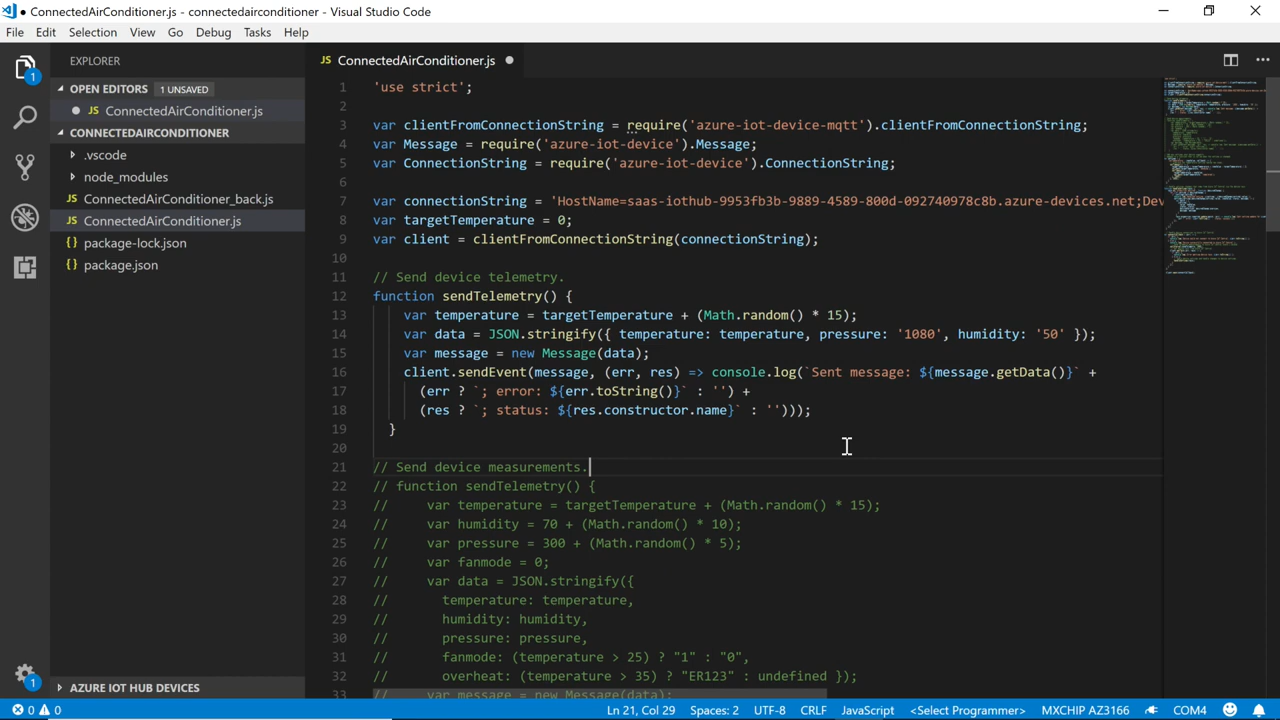 ● ConnectedAirConditioner.js - connectedairconditioner - Visual Studio Code
File Edit Selection View Go Debug Tasks Help
EXPLORER
OPEN EDITORS 1 UNSAVED
● JS ConnectedAirConditioner.js
CONNECTEDAIRCONDITIONER
.vscode
node_modules
JS ConnectedAirConditioner_back.js
JS ConnectedAirConditioner.js
{} package-lock.json
{} package.json
AZURE IOT HUB DEVICES
1
1
JS ConnectedAirConditioner.js ●
1 'use strict';
2
3 var clientFromConnectionString = require('azure-iot-device-mqtt').clientFromConnectionString;
4 var Message = require('azure-iot-device').Message;
5 var ConnectionString = require('azure-iot-device').ConnectionString;
6
7 var connectionString = 'HostName=saas-iothub-9953ffbb-9889-4589-800d-092740978c8b.azure-devices.net;Dev
8 var targetTemperature = 0;
9 var client = clientFromConnectionString(connectionString);
10
11 // Send device telemetry.
12 function sendTelemetry() {
13 var temperature = targetTemperature + (Math.random() * 15);
14 var data = JSON.stringify({ temperature: temperature, pressure: '1080', humidity: '50' });
15 var message = new Message(data);
16 client.sendEvent(message, (err, res) => console.log(`Sent message: ${message.getData()}` +
17 (err ? `; error: ${err.toString()}` : '') +
18 (res ? `; status: ${res.constructor.name}` : '')));
19 }
20
21 // Send device measurements.
22 // function sendTelemetry() {
23 // var temperature = targetTemperature + (Math.random() * 15);
24 // var humidity = 70 + (Math.random() * 10);
25 // var pressure = 300 + (Math.random() * 5);
26 // var fanmode = 0;
27 // var data = JSON.stringify({
28 // temperature: temperature,
29 // humidity: humidity,
30 // pressure: pressure,
31 // fanmode: (temperature > 25) ? "1" : "0",
32 // overheat: (temperature > 35) ? "ER123" : undefined });
33 // var message = new Message(data);
0 0 Ln 21, Col 29 Spaces: 2 UTF-8 CRLF JavaScript <Select Programmer> MXCHIP AZ3166 COM4